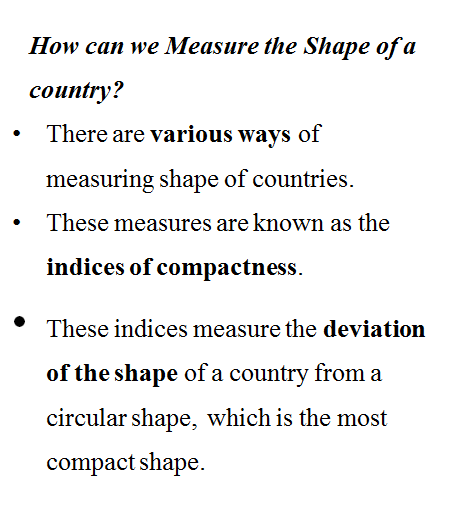 How can we Measure the Shape of a
country?
• There are various ways of
measuring shape of countries.
• These measures are known as the
indices of compactness.
• These indices measure the deviation
of the shape of a country from a
circular shape, which is the most
compact shape.